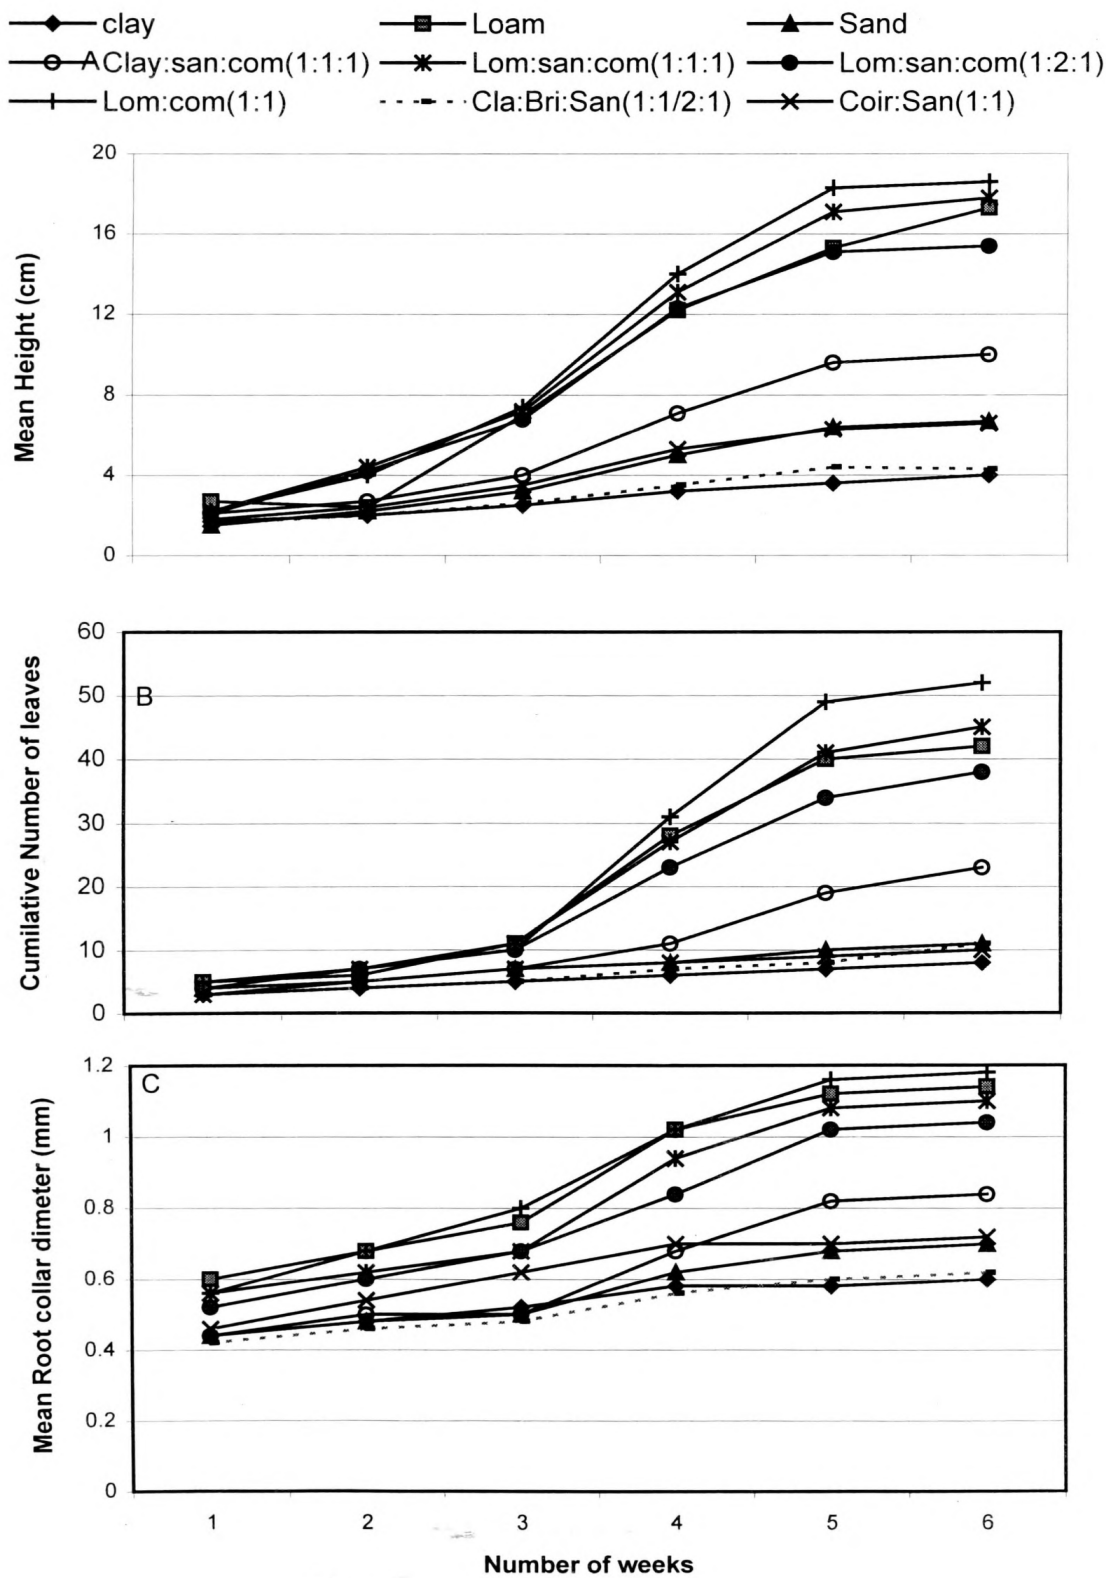 clay Loam Sand
AClay:san:com(1:1:1) Lom:san:com(1:1:1) Lom:san:com(1:2:1)
Lom:com(1:1) Cla:Bri:San(1:1/2:1) Coir:San(1:1)
20
16
12
8
4
0
Mean Height (cm)
60
50
40
30
20
10
0
B
Cumilative Number of leaves
1.2
1
0.8
0.6
0.4
0.2
0
C
Mean Root collar dimeter (mm)
1 2 3 4 5 6
Number of weeks